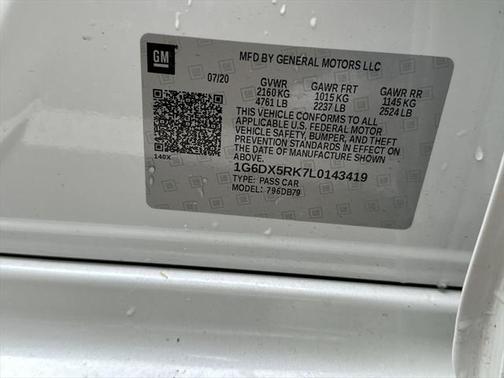 GM
MFD BY GENERAL MOTORS LLC
07/20 GVWR GAWR FRT GAWR RR
2160 KG 1015 KG 1145 KG
4761 LB 2237 LB 2524 LB
THIS VEHICLE CONFORMS TO ALL
APPLICABLE U.S. FEDERAL MOTOR
VEHICLE SAFETY, BUMPER, AND THEFT
PREVENTION STANDARDS IN EFFECT ON
THE DATE OF MANUFACTURE SHOWN
ABOVE.
140X
1G6DX5RK7L0143419
TYPE: PASS CAR
MODEL: 796DB79